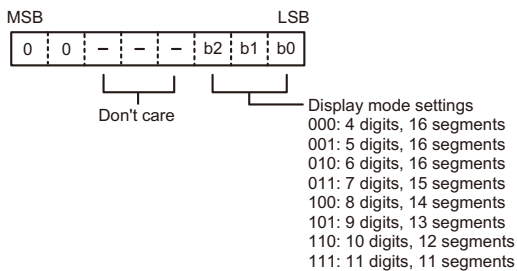 MSB LSB
0 0 – – – b2 b1 b0
Don't care
Display mode settings
000: 4 digits, 16 segments
001: 5 digits, 16 segments
010: 6 digits, 16 segments
011: 7 digits, 15 segments
100: 8 digits, 14 segments
101: 9 digits, 13 segments
110: 10 digits, 12 segments
111: 11 digits, 11 segments